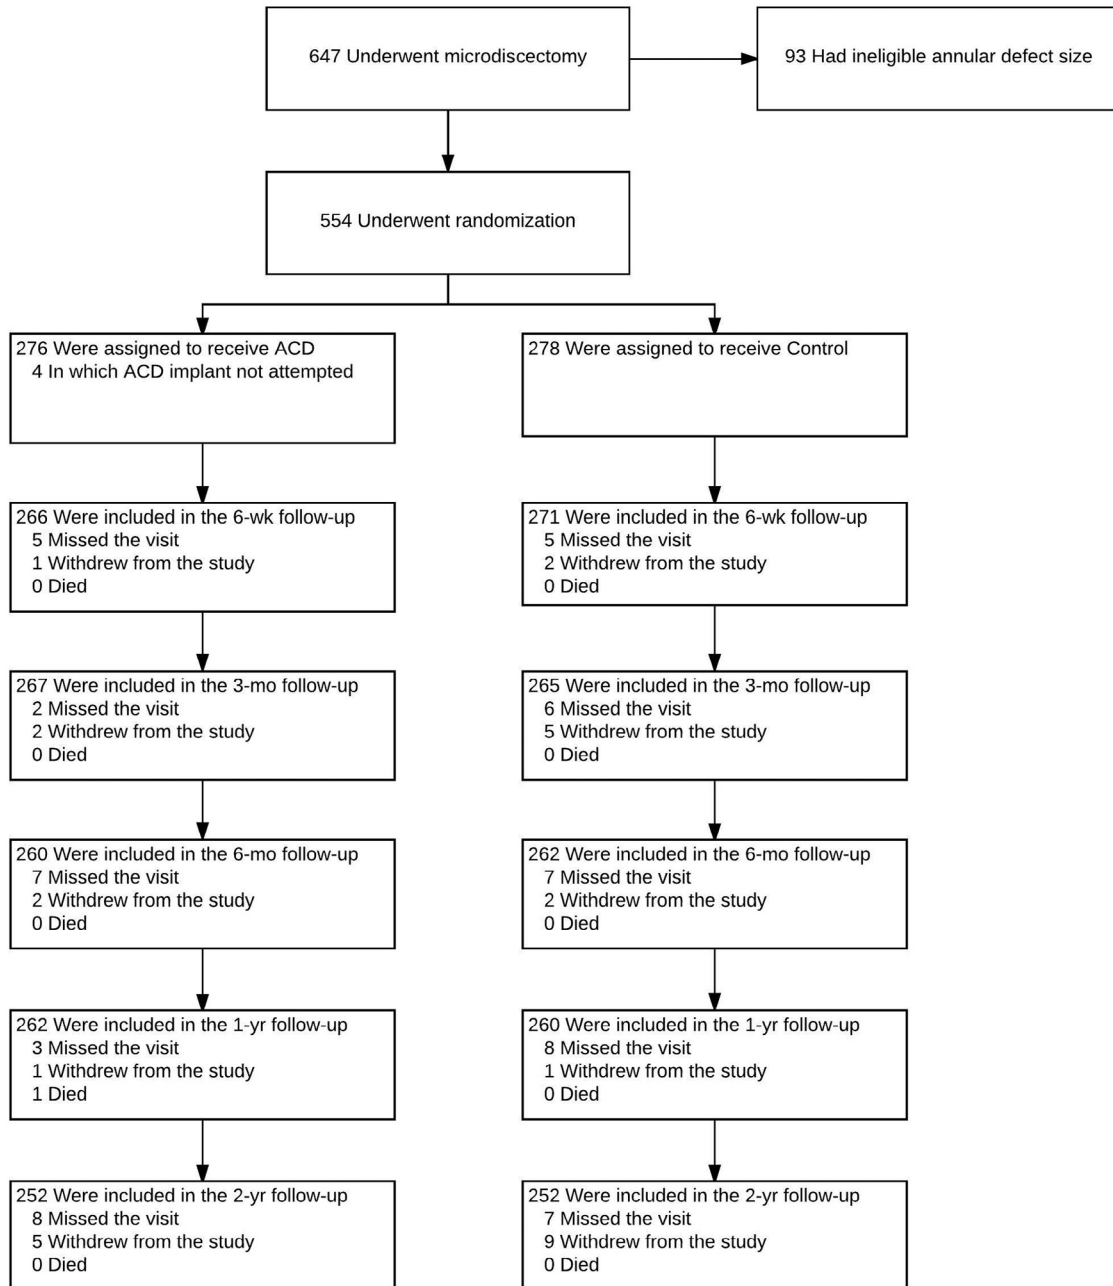 647 Underwent microdiscectomy
93 Had ineligible annular defect size
554 Underwent randomization
276 Were assigned to receive ACD
4 In which ACD implant not attempted
278 Were assigned to receive Control
266 Were included in the 6-wk follow-up
5 Missed the visit
1 Withdrew from the study
0 Died
271 Were included in the 6-wk follow-up
5 Missed the visit
2 Withdrew from the study
0 Died
267 Were included in the 3-mo follow-up
2 Missed the visit
2 Withdrew from the study
0 Died
265 Were included in the 3-mo follow-up
6 Missed the visit
5 Withdrew from the study
0 Died
260 Were included in the 6-mo follow-up
7 Missed the visit
2 Withdrew from the study
0 Died
262 Were included in the 6-mo follow-up
7 Missed the visit
2 Withdrew from the study
0 Died
262 Were included in the 1-yr follow-up
3 Missed the visit
1 Withdrew from the study
1 Died
260 Were included in the 1-yr follow-up
8 Missed the visit
1 Withdrew from the study
0 Died
252 Were included in the 2-yr follow-up
8 Missed the visit
5 Withdrew from the study
0 Died
252 Were included in the 2-yr follow-up
7 Missed the visit
9 Withdrew from the study
0 Died